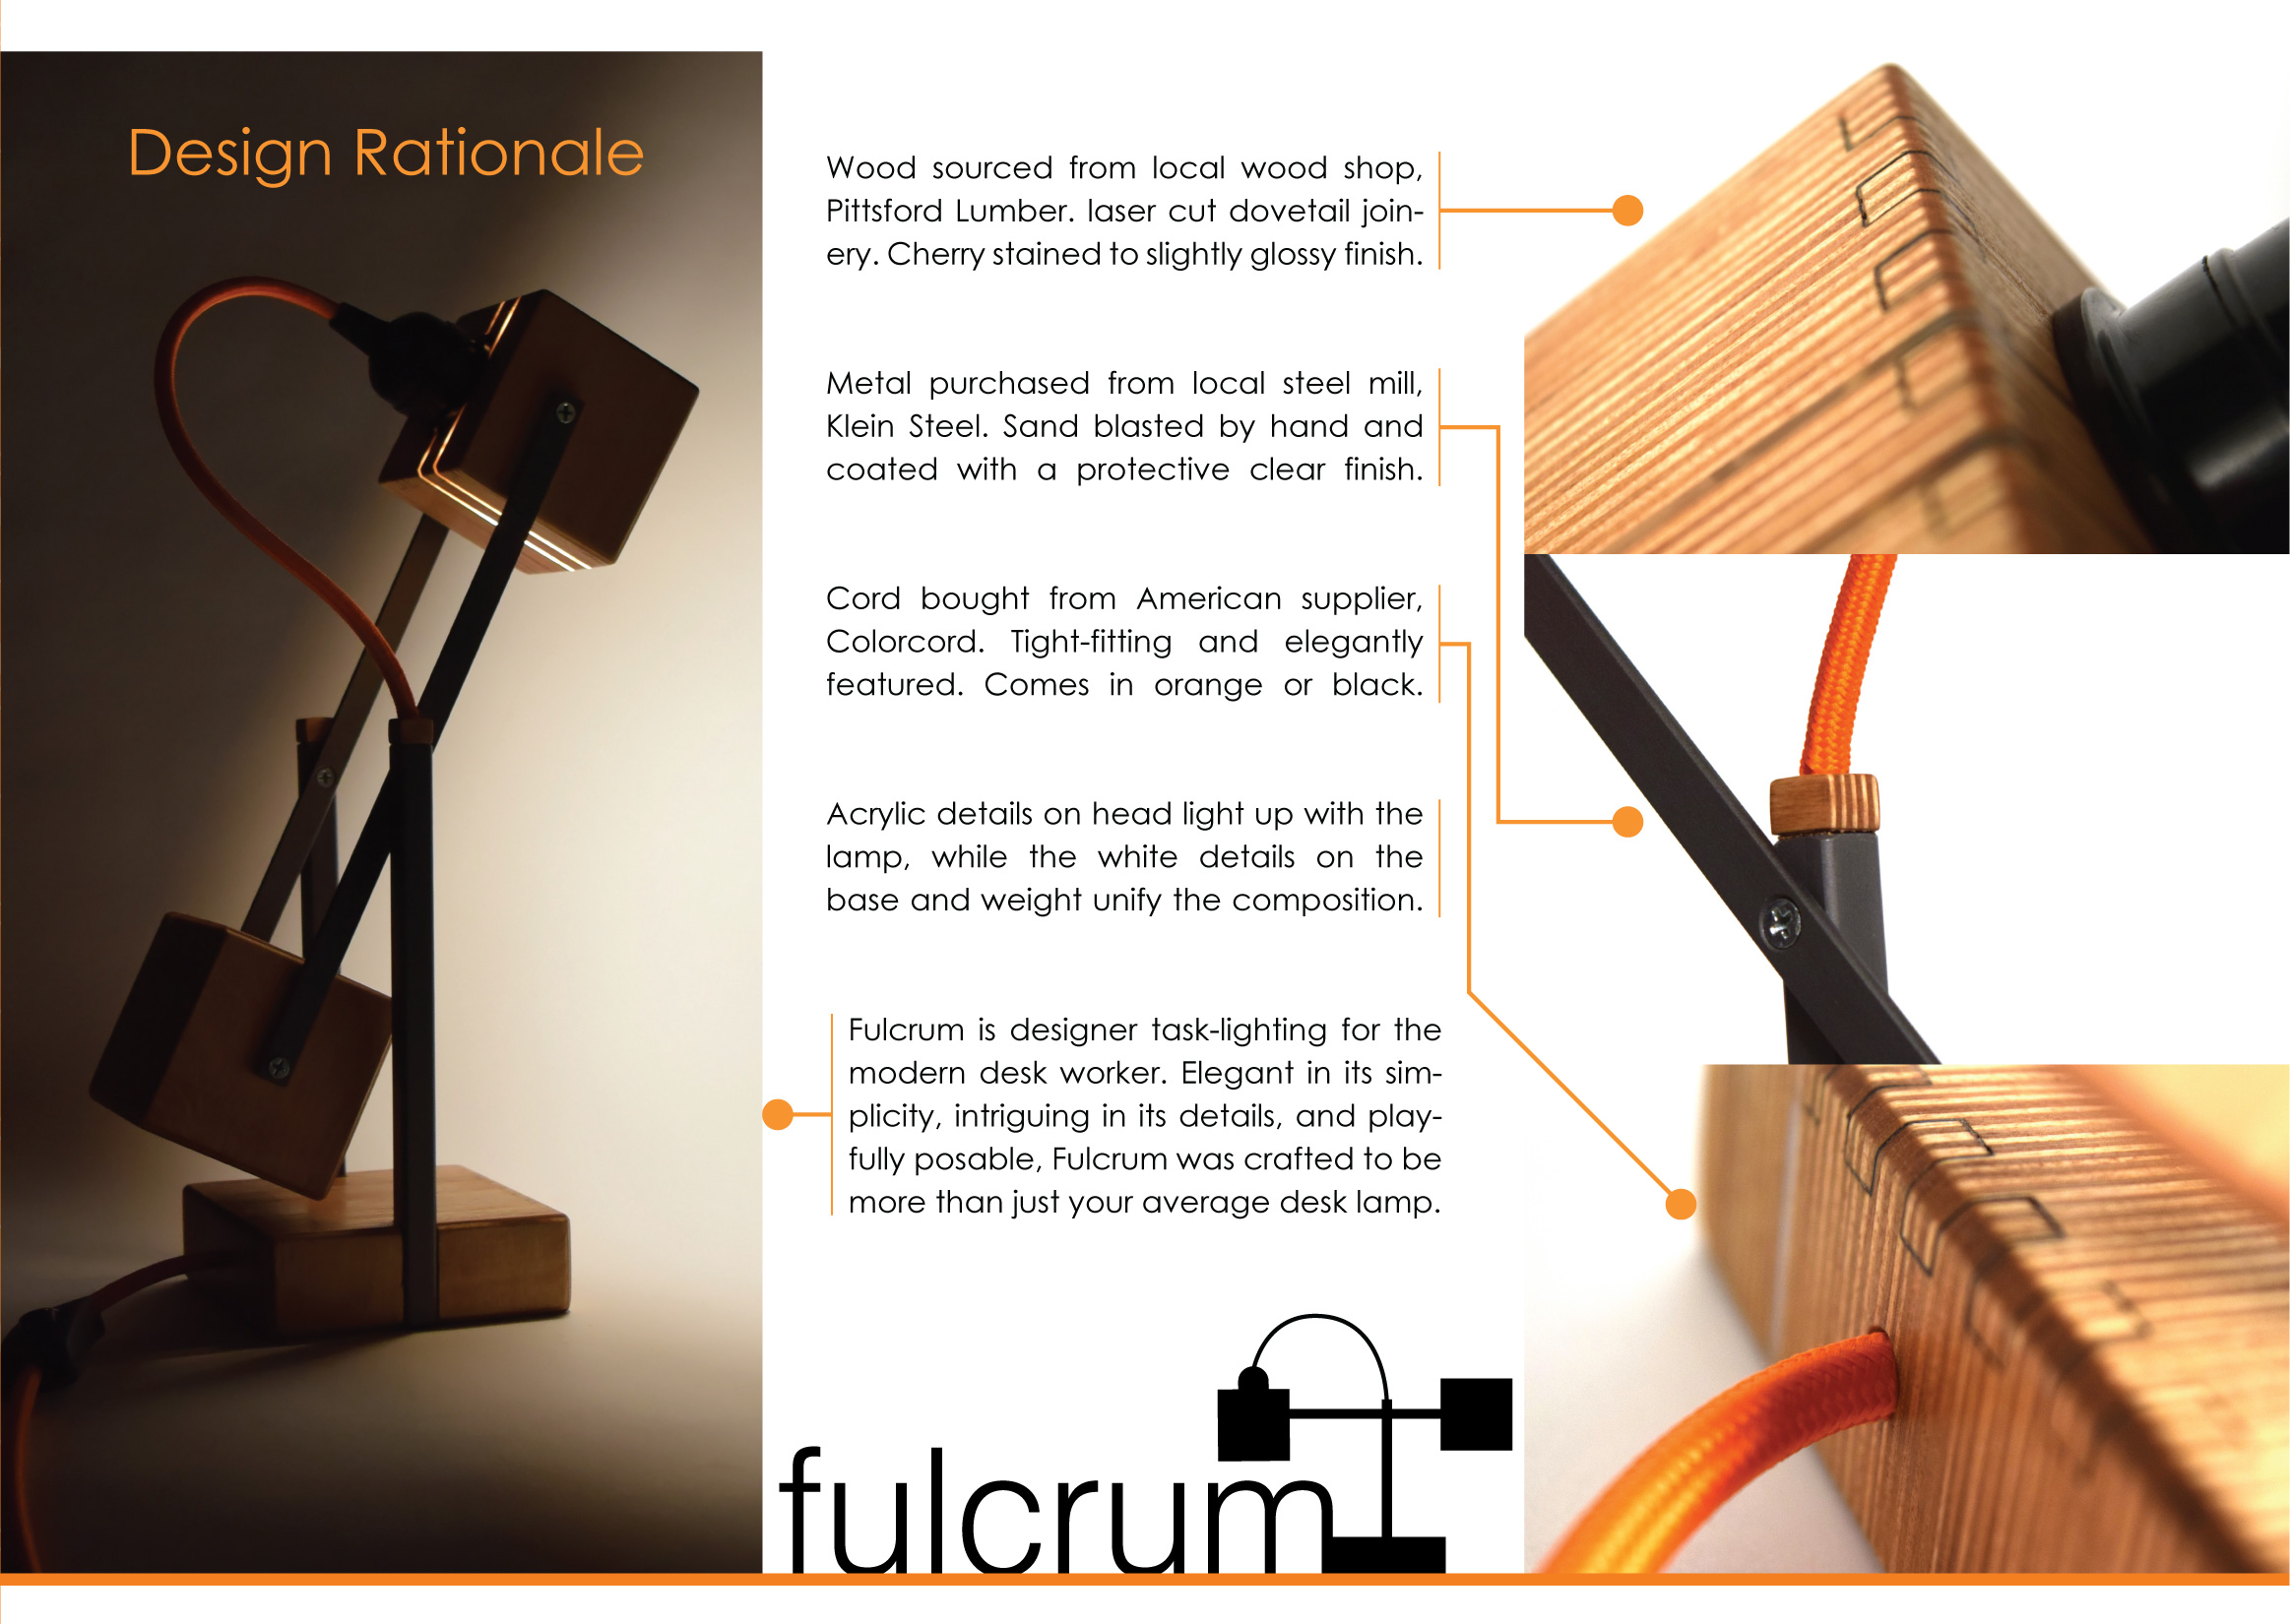 Design Rationale
Wood sourced from local wood shop,
Pittsford Lumber. laser cut dovetail join-
ery. Cherry stained to slightly glossy finish.
Metal purchased from local steel mill,
Klein Steel. Sand blasted by hand and
coated with a protective clear finish.
Cord bought from American supplier,
Colorcord. Tight-fitting and elegantly
featured. Comes in orange or black.
Acrylic details on head light up with the
lamp, while the white details on the
base and weight unify the composition.
Fulcrum is designer task-lighting for the
modern desk worker. Elegant in its sim-
plicity, intriguing in its details, and play-
fully posable, Fulcrum was crafted to be
more than just your average desk lamp.
fulcrum